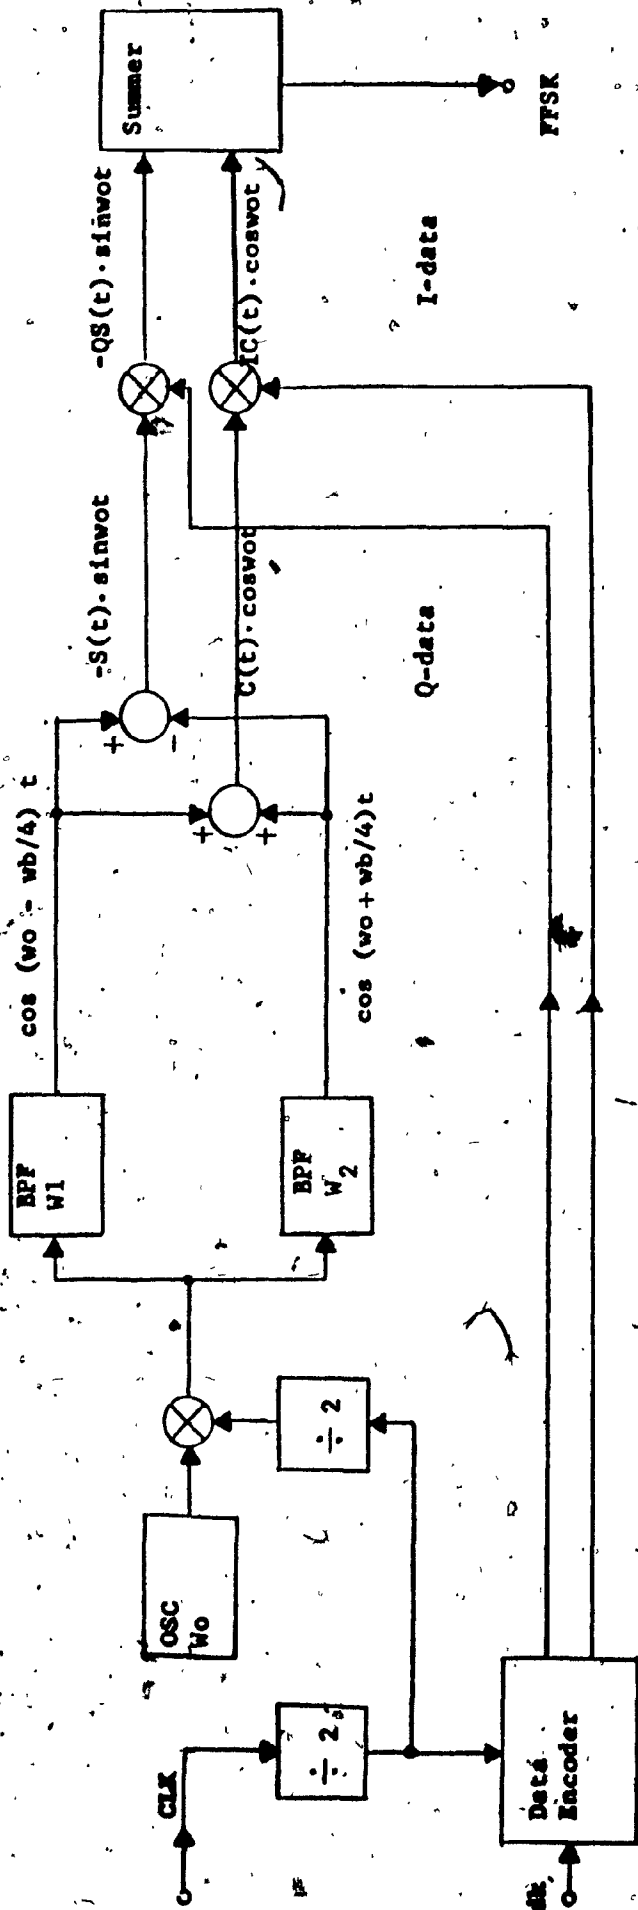 CLK
÷ 2
dk
Data
Encoder
OSC
Wo
÷ 2
BPF
W1
BPF
W2
cos (wo - wb/4) t
cos (wo + wb/4)t
+
-
+
+
-S(t)·sinwot
C(t)·coswot
Q-data
-QS(t)·sinwot
IC(t)·coswot
I-data
Summer
FFSK